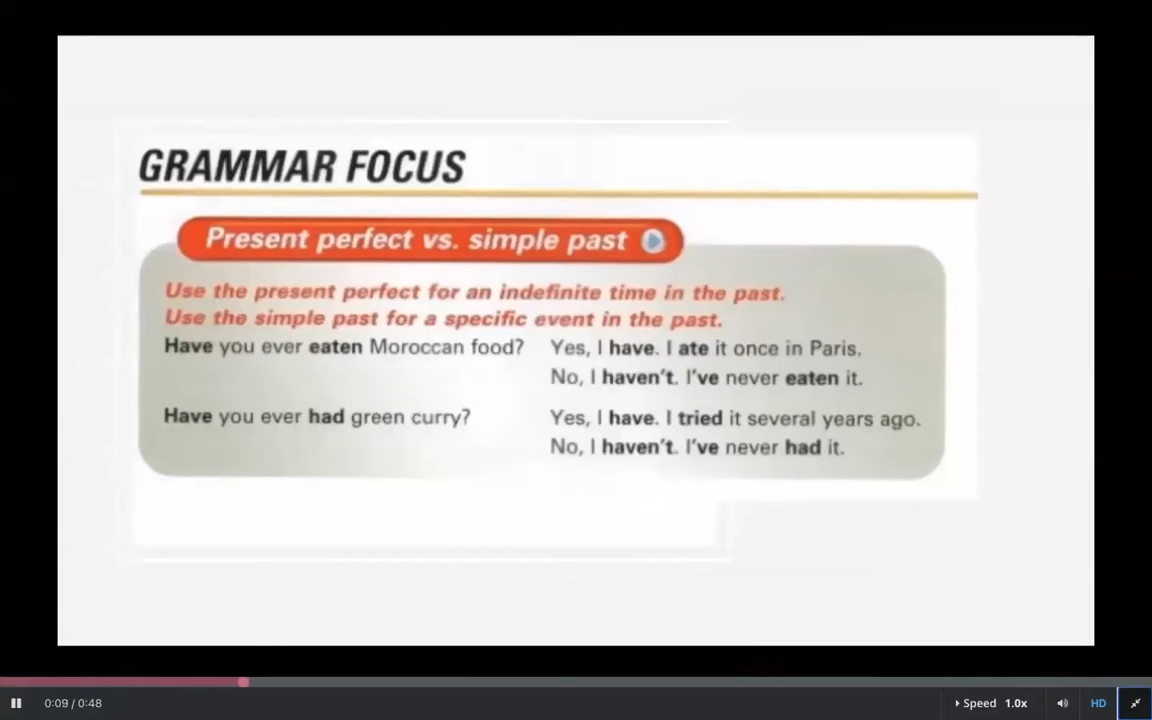 GRAMMAR FOCUS
Present perfect vs. simple past
Use the present perfect for an indefinite time in the past.
Use the simple past for a specific event in the past.
Have you ever eaten Moroccan food? Yes, I have. I ate it once in Paris.
No, I haven't. I've never eaten it.
Have you ever had green curry? Yes, I have. I tried it several years ago.
No, I haven't. I've never had it.
0:09 / 0:48 Speed 1.0x HD